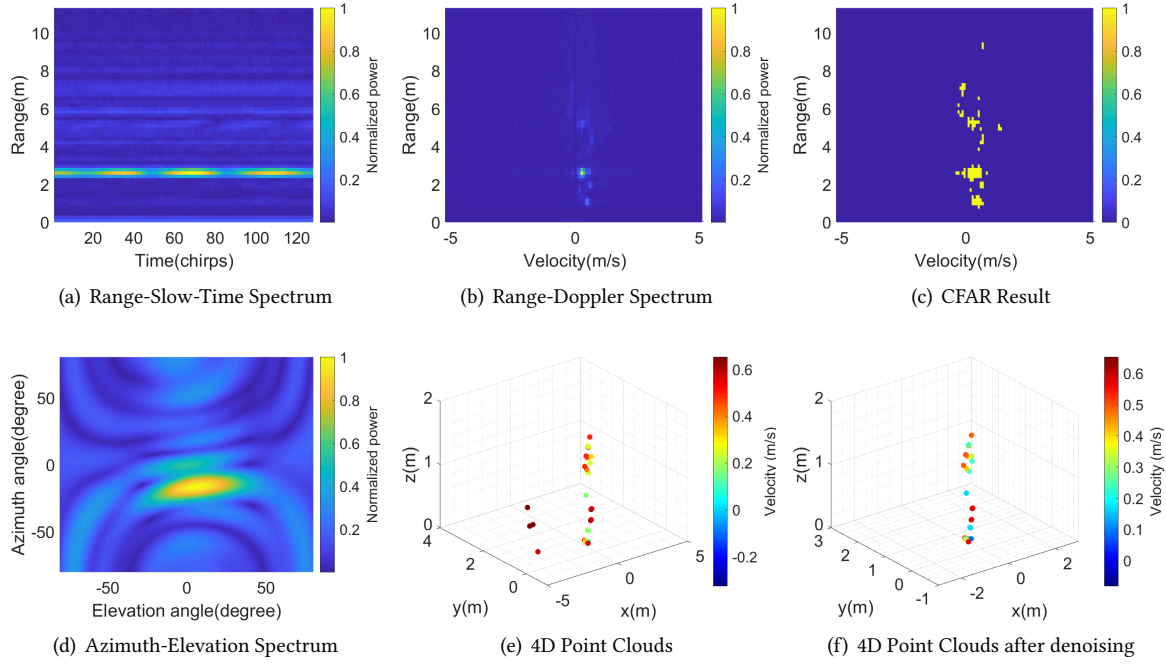 10
8
6
4
2
0
Range(m)
20 40 60 80 100 120
Time(chirps)
1
0.8
0.6
0.4
0.2
Normalized power
(a) Range-Slow-Time Spectrum
10
8
6
4
2
0
Range(m)
-5 0 5
Velocity(m/s)
1
0.8
0.6
0.4
0.2
Normalized power
(b) Range-Doppler Spectrum
10
8
6
4
2
0
Range(m)
-5 0 5
Velocity(m/s)
1
0.8
0.6
0.4
0.2
0
(c) CFAR Result
50
0
-50
Azimuth angle(degree)
-50 0 50
Elevation angle(degree)
1
0.8
0.6
0.4
0.2
Normalized power
(d) Azimuth-Elevation Spectrum
2
1
0
z(m)
4
2
0
y(m)
-5
0
5
x(m)
0.6
0.4
0.2
0
-0.2
Velocity (m/s)
(e) 4D Point Clouds
2
1
0
z(m)
3
2
1
0
-1
y(m)
-2
0
2
x(m)
0.6
0.5
0.4
0.3
0.2
0.1
0
Velocity (m/s)
(f) 4D Point Clouds after denoising